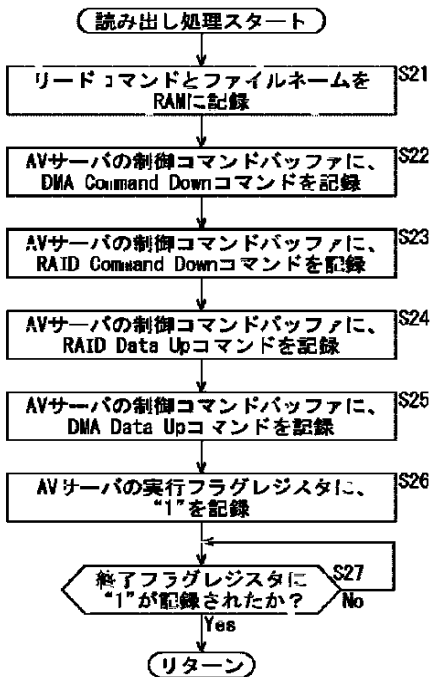 読み出し処理スタート
S21
リードコマンドとファイルネームを
RAMに記録
S22
AVサーバの制御コマンドバッファに、
DMA Command Downコマンドを記録
S23
AVサーバの制御コマンドバッファに、
RAID Command Downコマンドを記録
S24
AVサーバの制御コマンドバッファに、
RAID Data Upコマンドを記録
S25
AVサーバの制御コマンドバッファに、
DMA Data Upコマンドを記録
S26
AVサーバの実行フラグレジスタに、
“1”を記録
S27
終了フラグレジスタに
“1”が記録されたか？
No
Yes
リターン